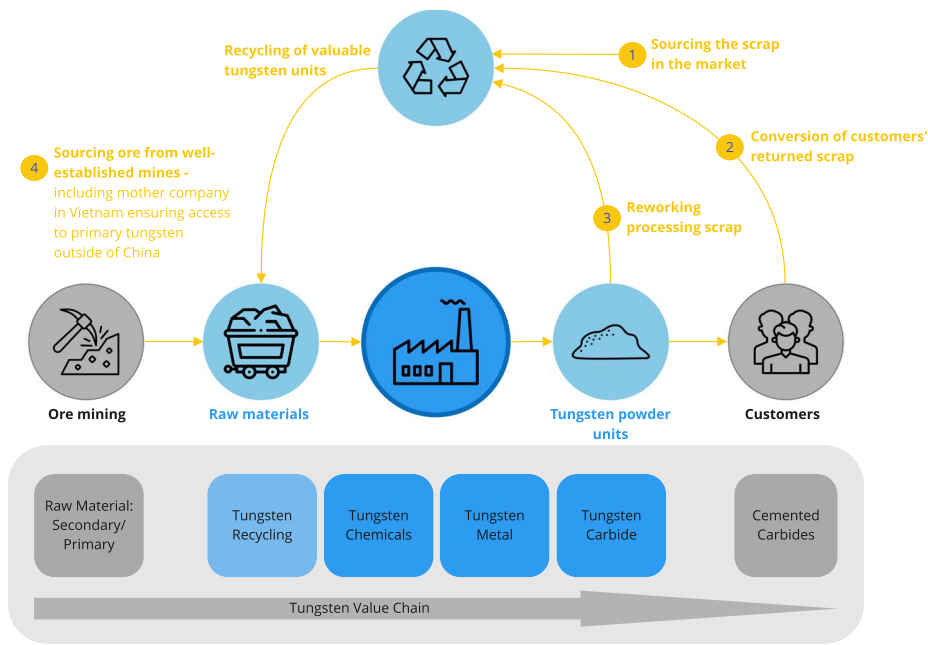 Recycling of valuable
tungsten units
1
Sourcing the scrap
in the market
2
Conversion of customers'
returned scrap
4
Sourcing ore from well-
established mines -
including mother company
in Vietnam ensuring access
to primary tungsten
outside of China
3
Reworking
processing scrap
Ore mining
Raw materials
Tungsten powder
units
Customers
Raw Material:
Secondary/
Primary
Tungsten
Recycling
Tungsten
Chemicals
Tungsten
Metal
Tungsten
Carbide
Cemented
Carbides
Tungsten Value Chain